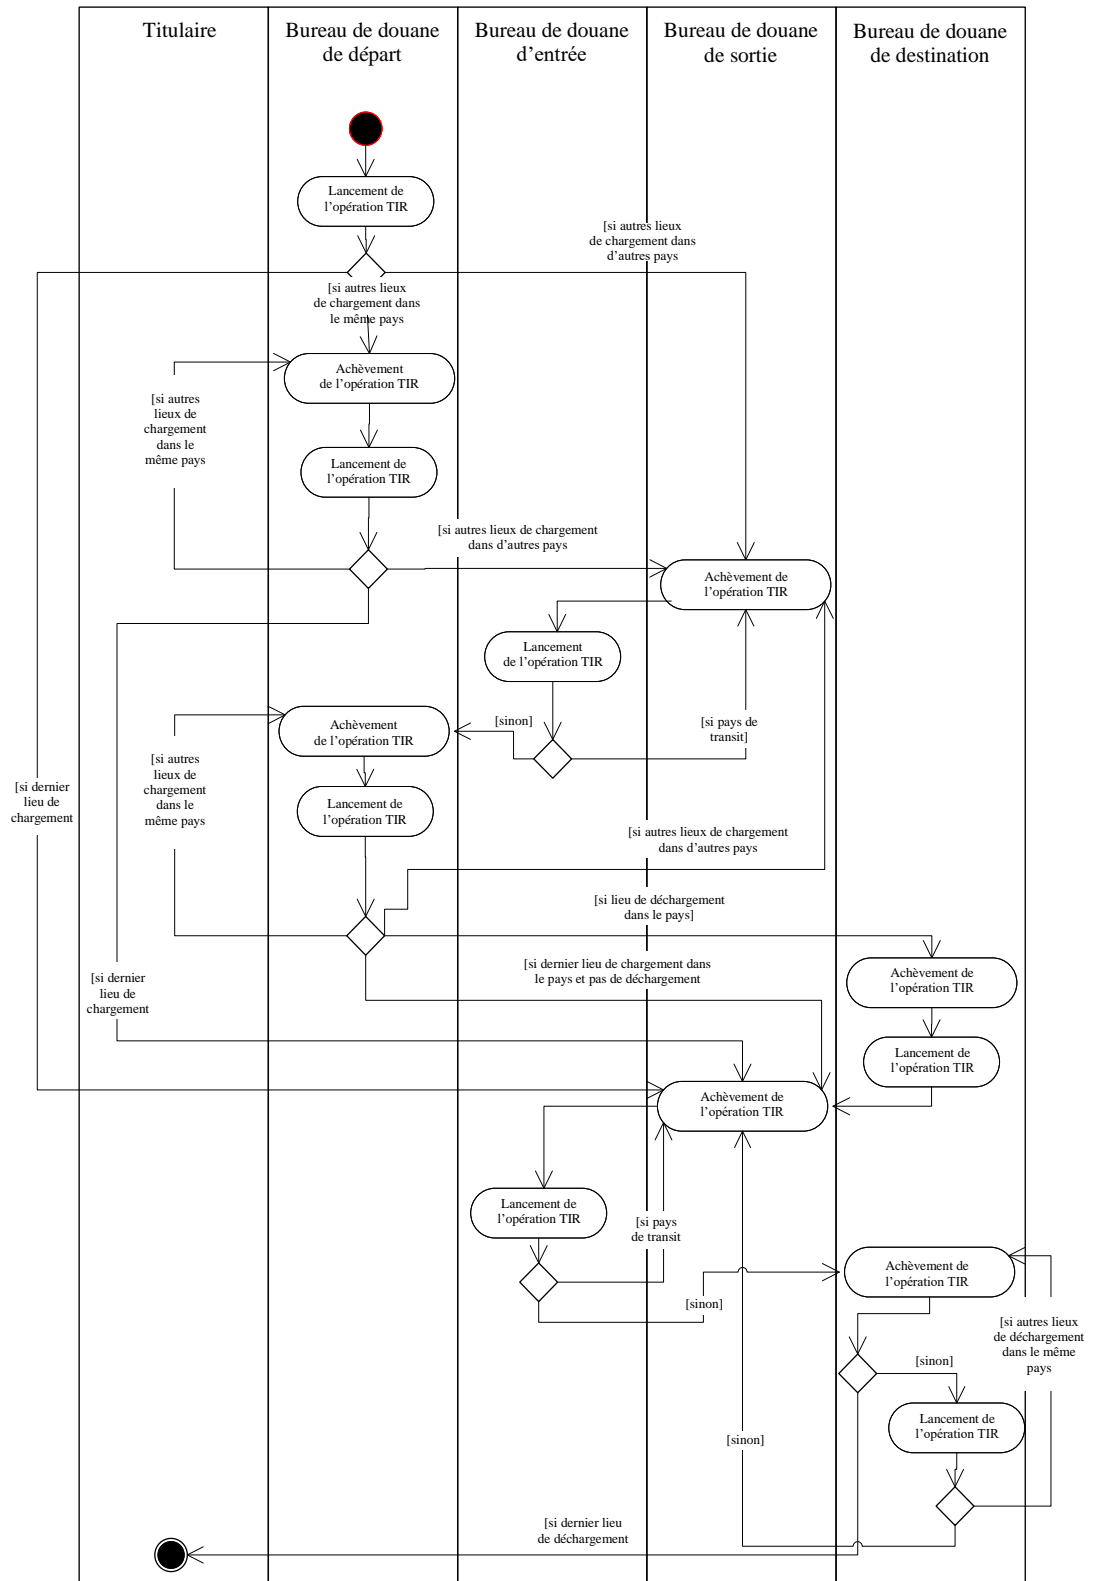 Titulaire
Bureau de douane
de départ
Bureau de douane
d'entrée
Bureau de douane
de sortie
Bureau de douane
de destination
Lancement de
l'opération TIR
[si autres lieux
de chargement dans
d'autres pays
[si autres lieux
de chargement dans
le même pays
Achèvement
de l'opération TIR
[si autres
lieux de
chargement
dans le
même pays
Lancement de
l'opération TIR
[si autres lieux de chargement
dans d'autres pays
Achèvement de
l'opération TIR
Lancement
de l'opération TIR
[sinon]
[si pays de
transit]
Achèvement
de l'opération TIR
[si autres
lieux de
chargement
dans le
même pays
[si dernier
lieu de
chargement
Lancement de
l'opération TIR
[si autres lieux de chargement
dans d'autres pays
[si lieu de déchargement
dans le pays]
[si dernier lieu de chargement dans
le pays et pas de déchargement
[si dernier
lieu de
chargement
Achèvement de
l'opération TIR
Lancement de
l'opération TIR
Achèvement de
l'opération TIR
Lancement de
l'opération TIR
[si pays
de transit
Achèvement de
l'opération TIR
[sinon]
[si autres lieux
de déchargement
dans le même
pays
[sinon]
Lancement de
l'opération TIR
[sinon]
[si dernier lieu
de déchargement